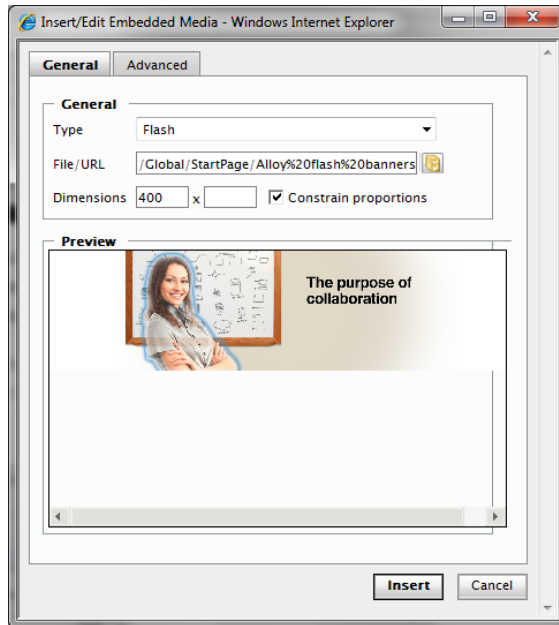 Insert/Edit Embedded Media - Windows Internet Explorer
General Advanced
General
Type Flash
File/URL /Global/StartPage/Alloy%20flash%20banners
Dimensions 400 x Constrain proportions
Preview
The purpose of
collaboration
Insert Cancel